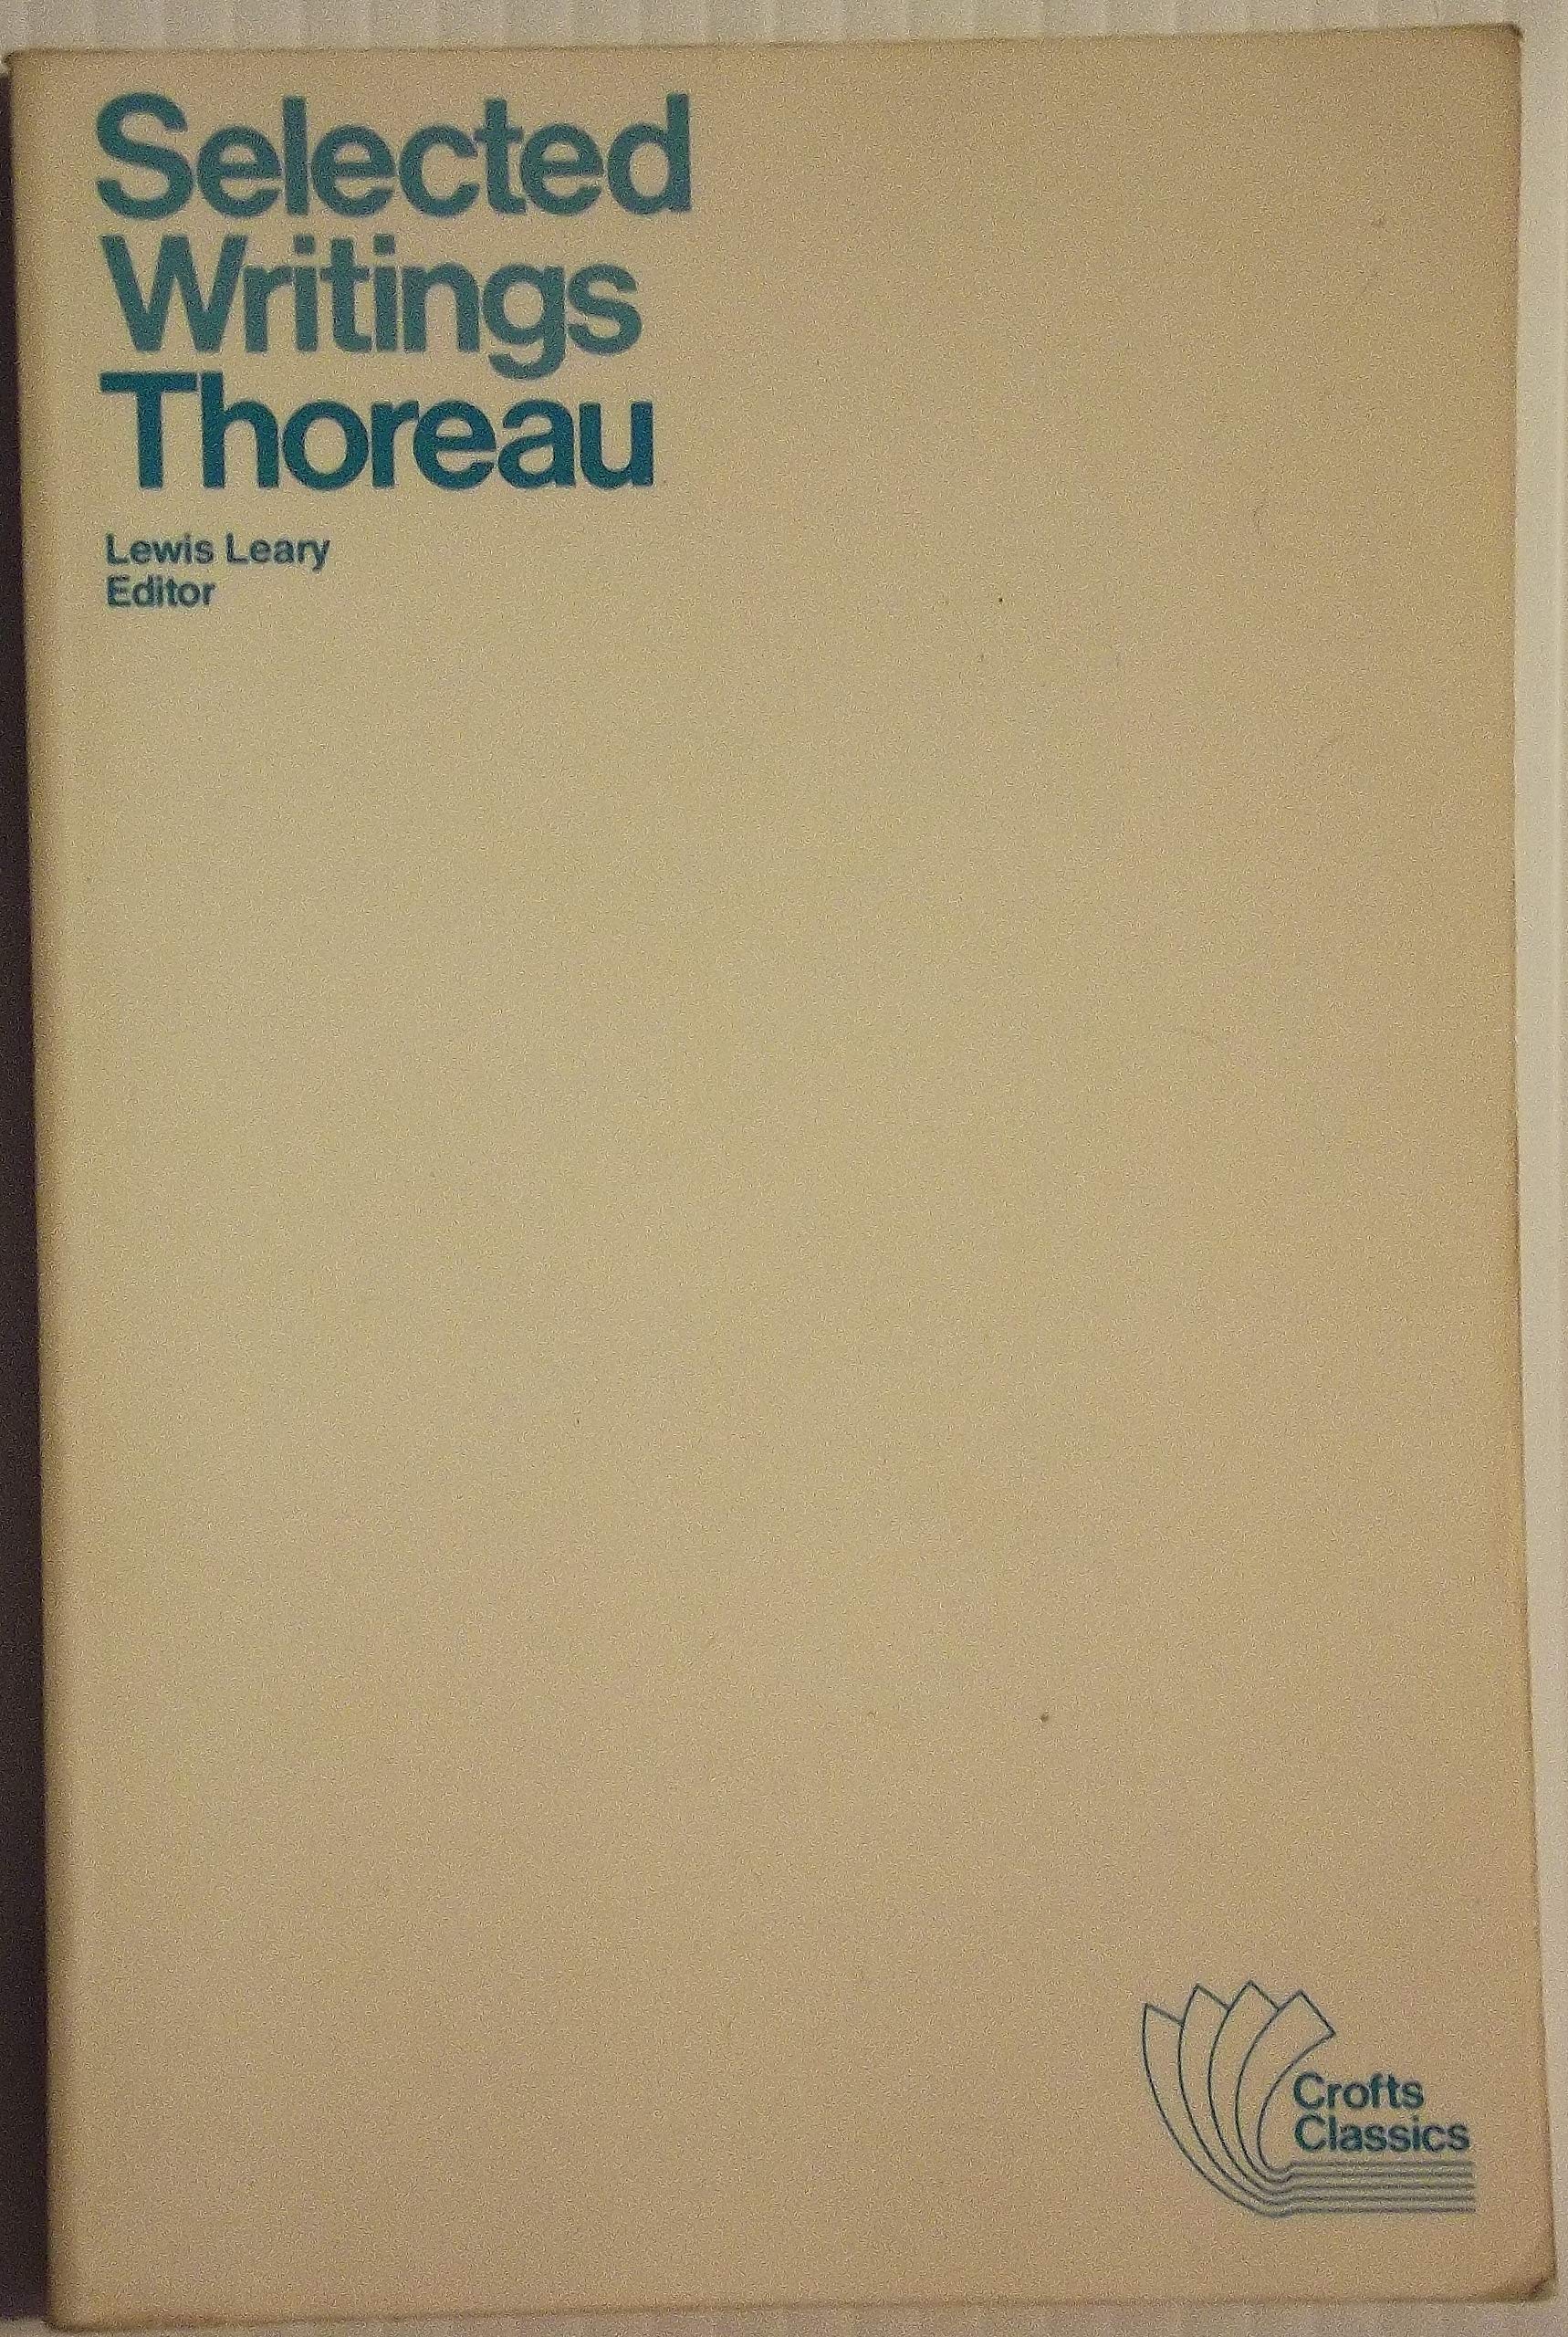 Selected
Writings
Thoreau
Lewis Leary
Editor
Crofts
Classics